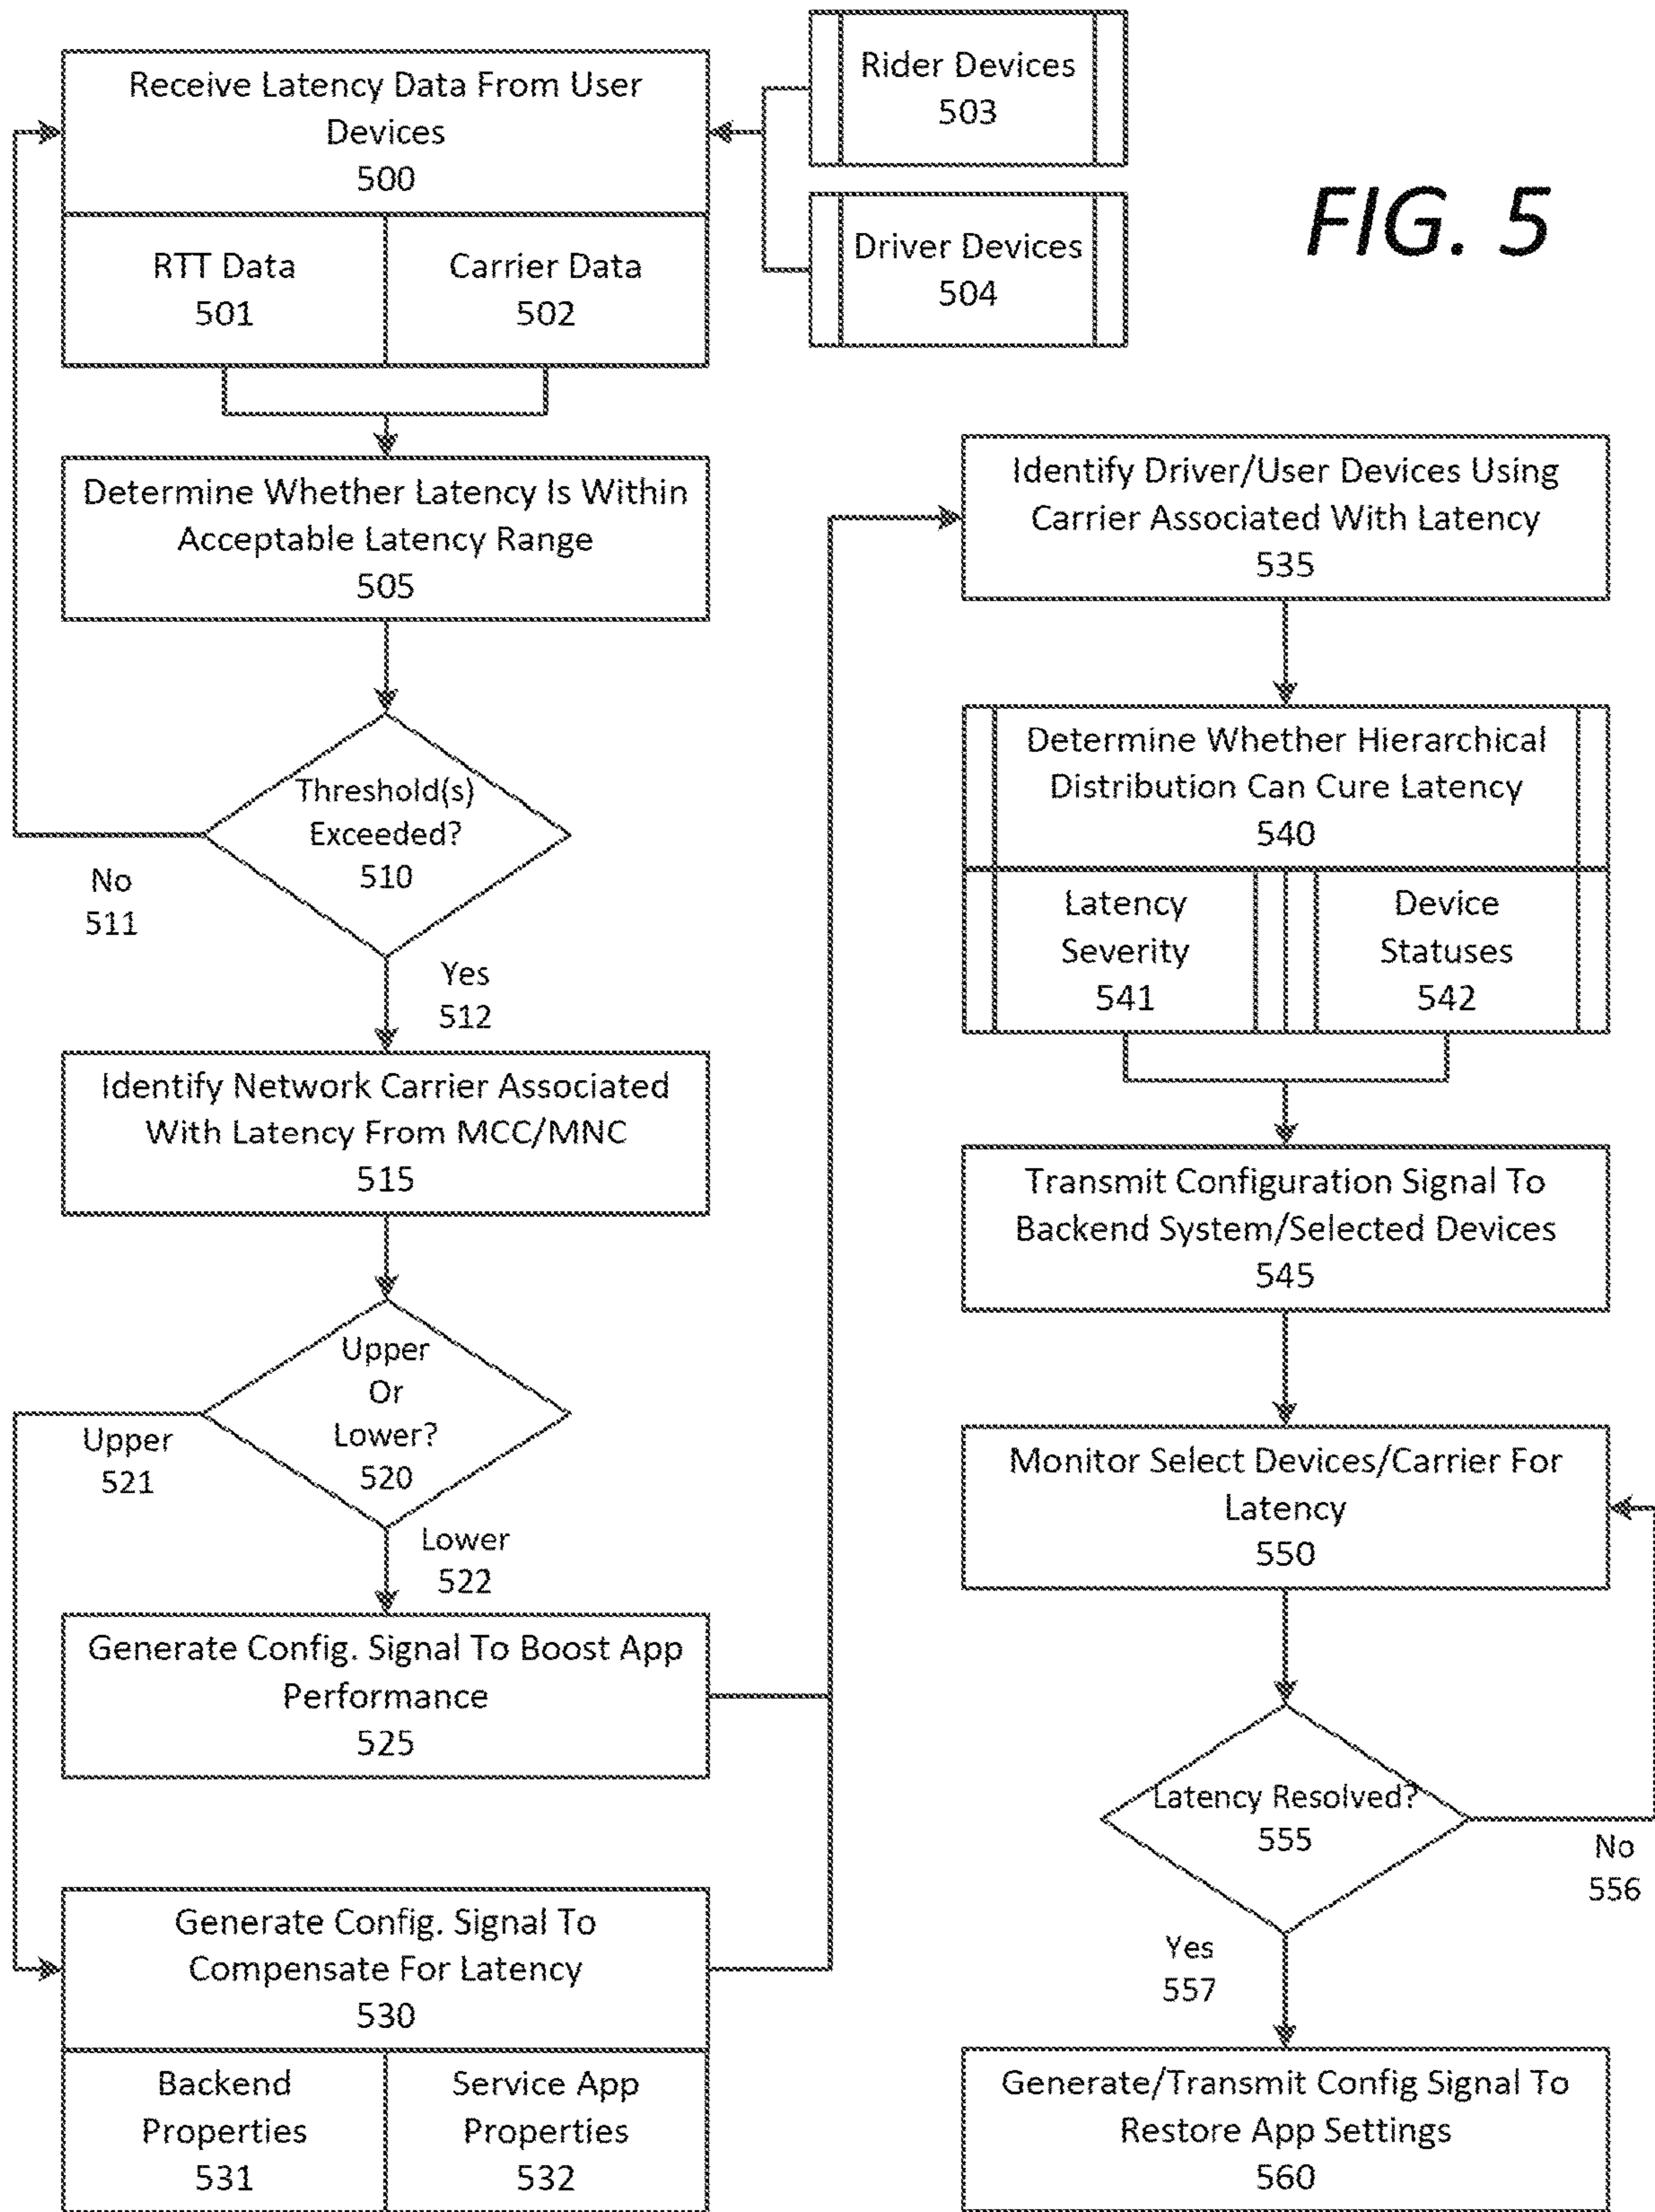 Receive Latency Data From User
Devices
500
RTT Data
501
Carrier Data
502
Rider Devices
503
Driver Devices
504
FIG. 5
Determine Whether Latency Is Within
Acceptable Latency Range
505
Threshold(s)
Exceeded?
510
No
511
Yes
512
Identify Network Carrier Associated
With Latency From MCC/MNC
515
Upper
Or
Lower?
520
Upper
521
Lower
522
Generate Config. Signal To Boost App
Performance
525
Generate Config. Signal To
Compensate For Latency
530
Backend
Properties
531
Service App
Properties
532
Identify Driver/User Devices Using
Carrier Associated With Latency
535
Determine Whether Hierarchical
Distribution Can Cure Latency
540
Latency
Severity
541
Device
Statuses
542
Transmit Configuration Signal To
Backend System/Selected Devices
545
Monitor Select Devices/Carrier For
Latency
550
Latency Resolved?
555
No
556
Yes
557
Generate/Transmit Config Signal To
Restore App Settings
560